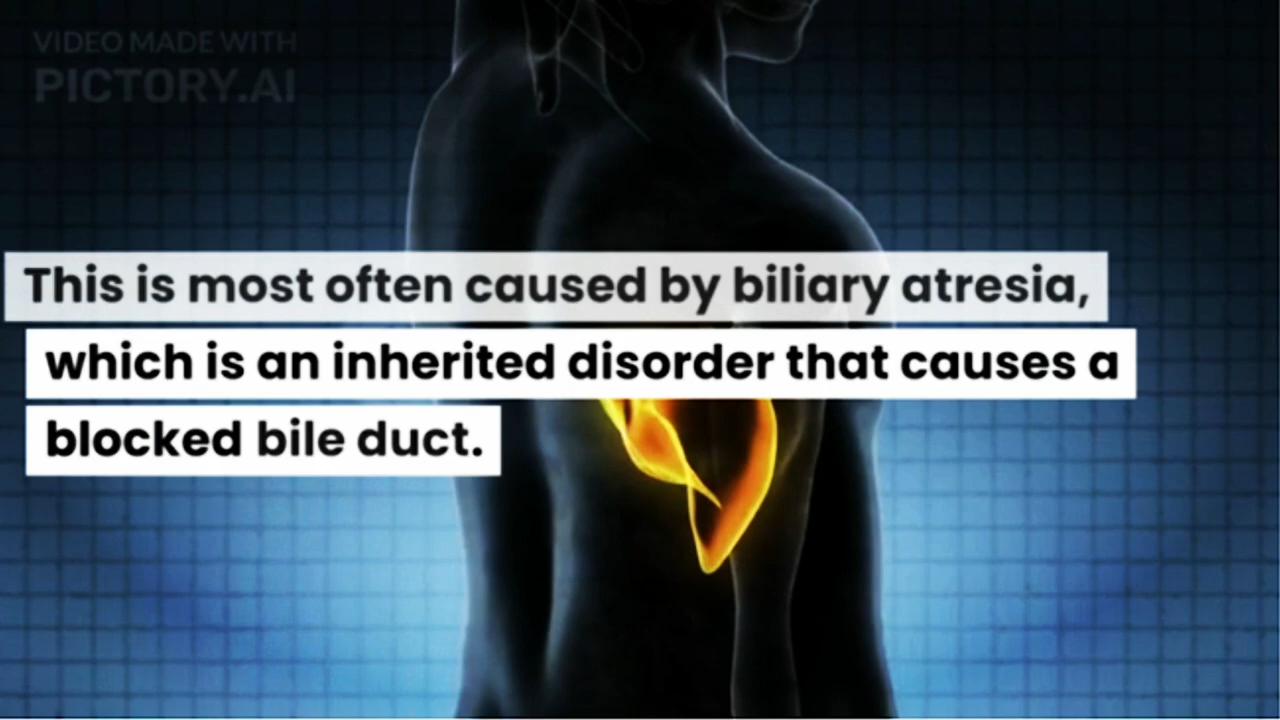 VIDEO MADE WITH
PICTORY.AI
This is most often caused by biliary atresia,
which is an inherited disorder that causes a
blocked bile duct.